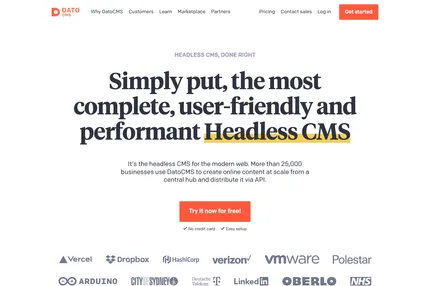 DATO
CMS
Why DatoCMS Customers Learn Marketplace Partners
Pricing Contact sales Log in Get started
HEADLESS CMS, DONE RIGHT
Simply put, the most
complete, user-friendly and
performant Headless CMS
It's the headless CMS for the modern web. More than 25,000
businesses use DatoCMS to create online content at scale from a
central hub and distribute it via API.
Try it now for free!
No credit card Easy setup
Vercel Dropbox HashiCorp verizon vmware Polestar
ARDUINO CITY OF SYDNEY Deutsche Telekom T LinkedIn OBERLO NHS